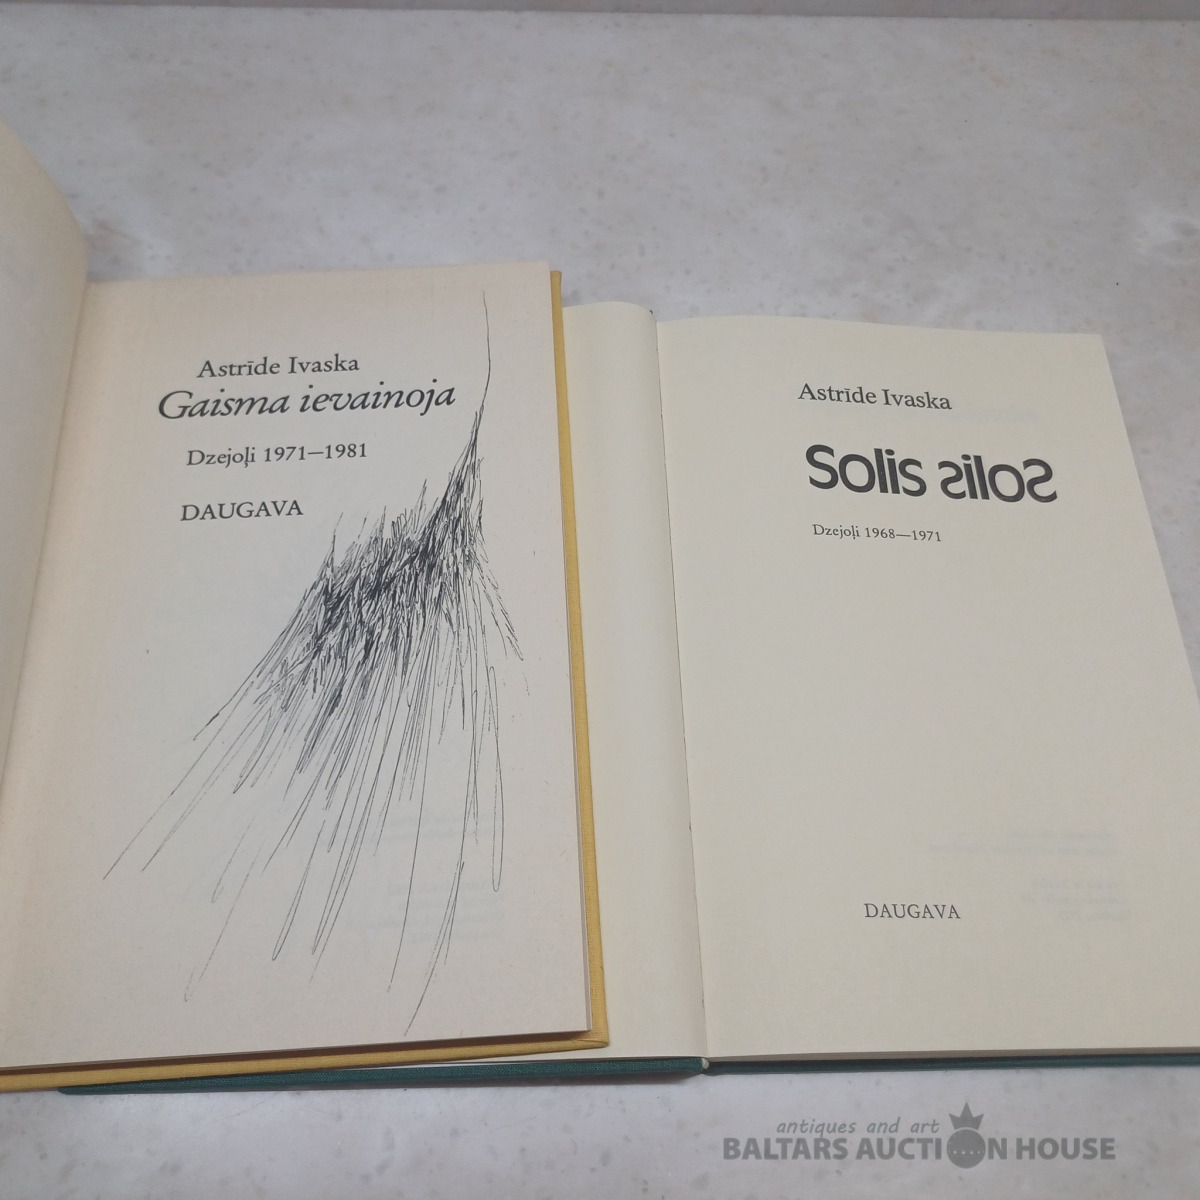 Astrīde Ivaska
Gaisma ievainoja
Dzejoļi 1971—1981
DAUGAVA
Astrīde Ivaska
Solis silos
Dzejoļi 1968—1971
DAUGAVA
antiques and art
BALTARS AUCTION HOUSE